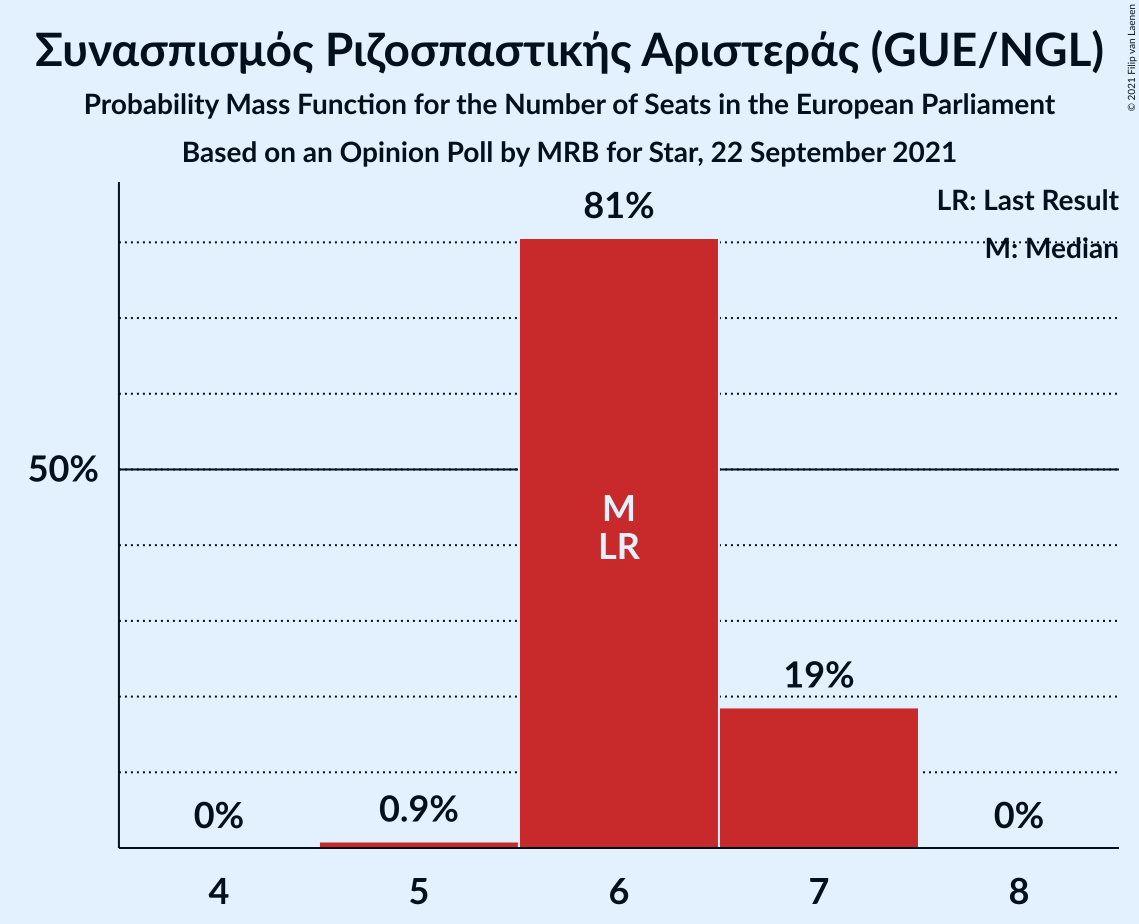 Συνασπισμός Ριζοσπαστικής Αριστεράς (GUE/NGL)
Probability Mass Function for the Number of Seats in the European Parliament
Based on an Opinion Poll by MRB for Star, 22 September 2021
© 2021 Filip van Laenen
LR: Last Result
M: Median
81%
50%
M
LR
19%
0%
0.9%
0%
4
5
6
7
8